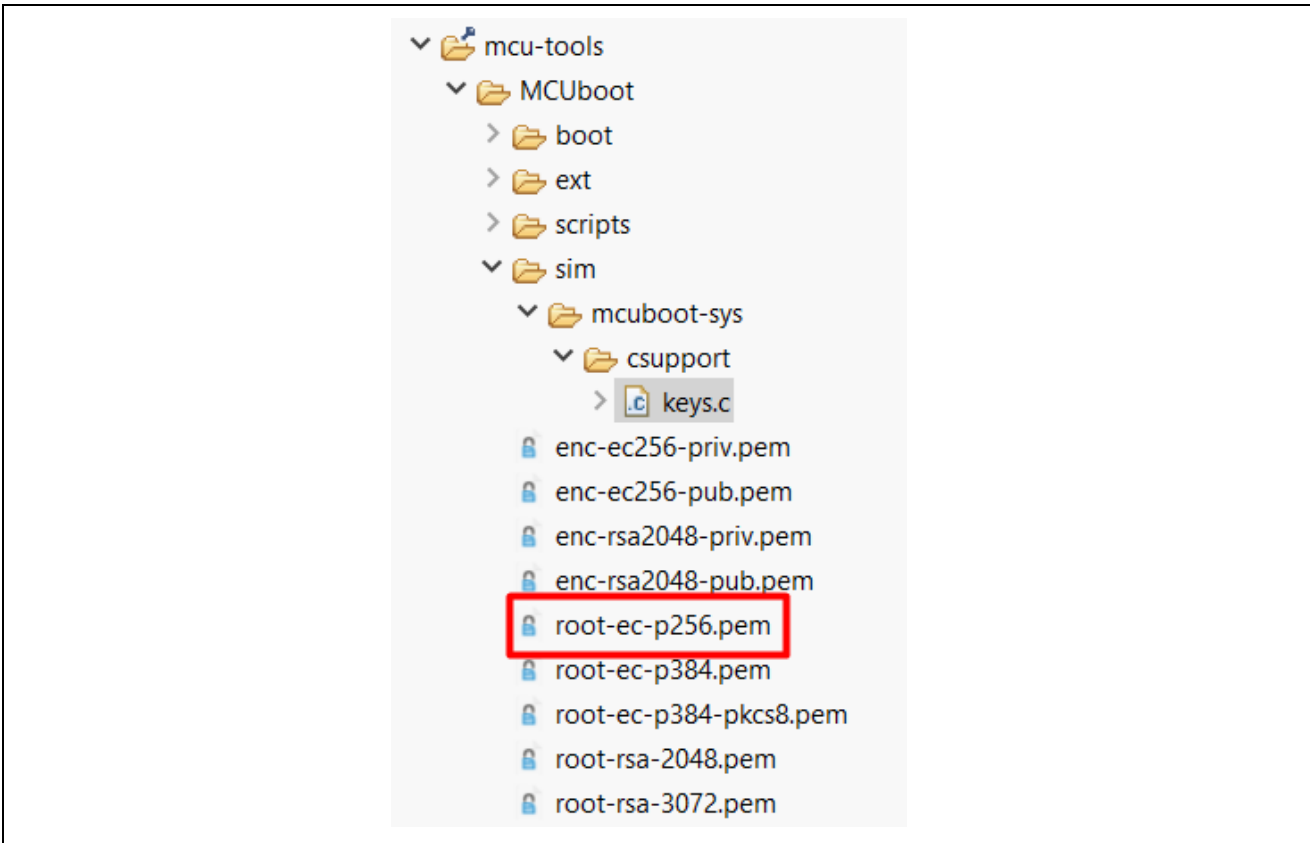 mcu-tools
MCUboot
boot
ext
scripts
sim
mcuboot-sys
csupport
.c keys.c
enc-ec256-priv.pem
enc-ec256-pub.pem
enc-rsa2048-priv.pem
enc-rsa2048-pub.pem
root-ec-p256.pem
root-ec-p384.pem
root-ec-p384-pkcs8.pem
root-rsa-2048.pem
root-rsa-3072.pem